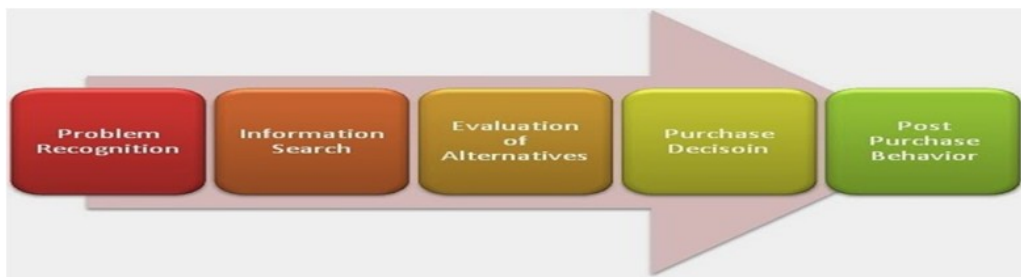 Problem
Recognition
Information
Search
Evaluation
of
Alternatives
Purchase
Decisoin
Post
Purchase
Behavior